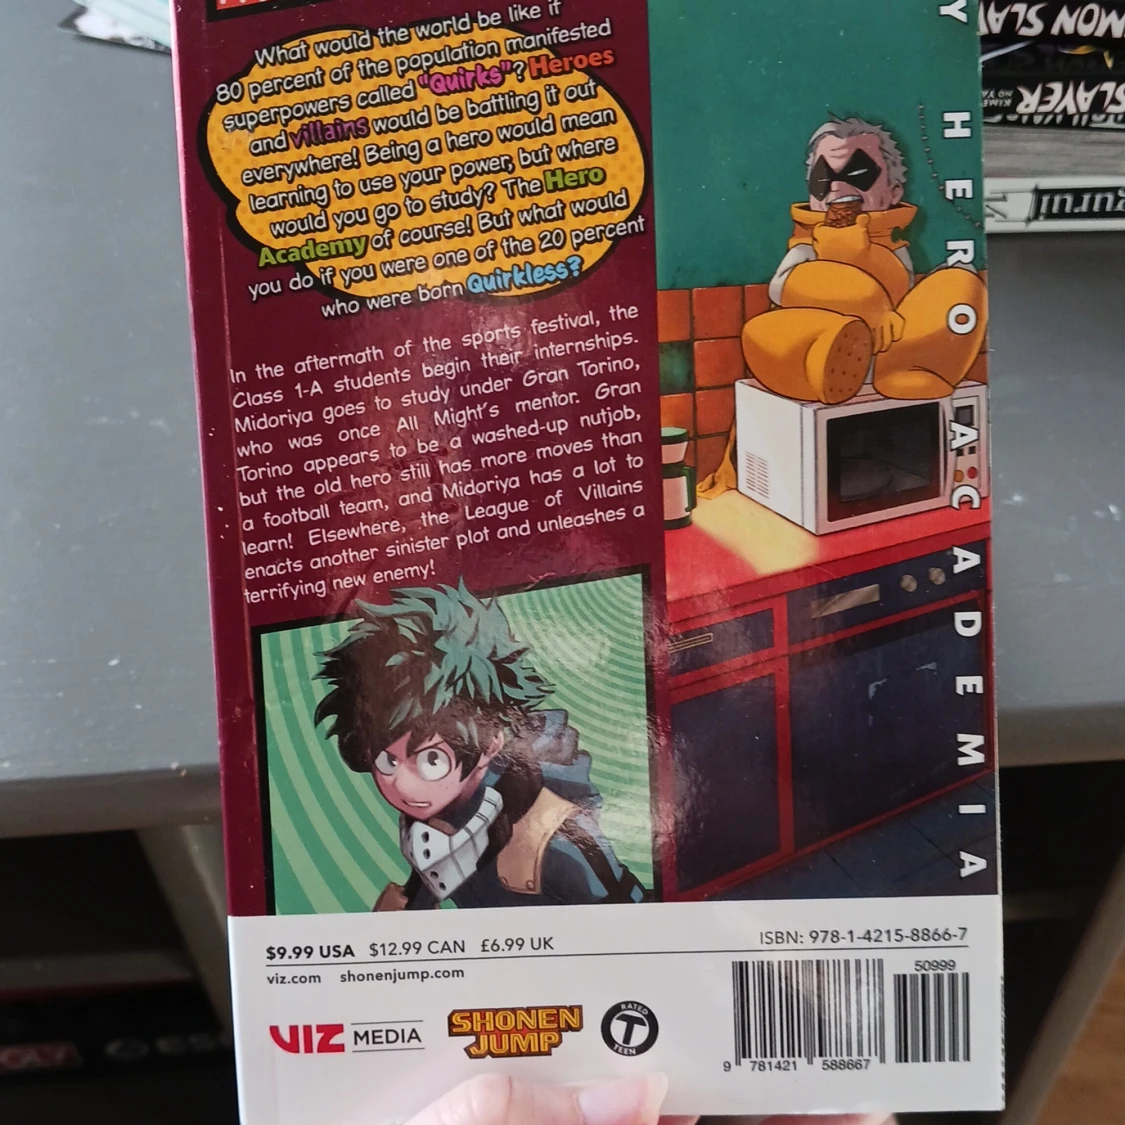 What would the world be like if
80 percent of the population manifested
superpowers called "Quirks"? Heroes
and villains would be battling it out
everywhere! Being a hero would mean
learning to use your power, but where
would you go to study? The Hero
Academy of course! But what would
you do if you were one of the 20 percent
who were born Quirkless?
In the aftermath of the sports festival, the
Class 1-A students begin their internships.
Midoriya goes to study under Gran Torino,
who was once All Might's mentor. Gran
Torino appears to be a washed-up nutjob,
but the old hero still has more moves than
a football team, and Midoriya has a lot to
learn! Elsewhere, the League of Villains
enacts another sinister plot and unleashes a
terrifying new enemy!
Y HERO ACADEMIA
$9.99 USA $12.99 CAN £6.99 UK
viz.com shonenjump.com
VIZ MEDIA
SHONEN
JUMP
RATED
T
TEEN
ISBN: 978-1-4215-8866-7
50999
9 781421 588667
MON SLA
SLAYER